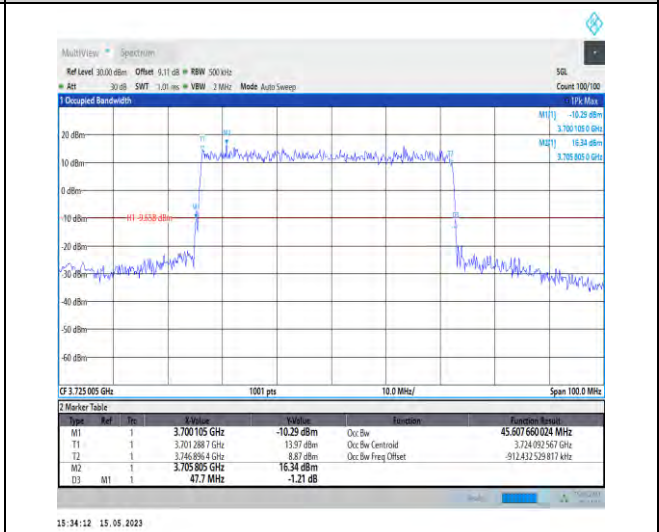 MultiView Spectrum
Ref Level 30.00 dBm Offset 9.11 dB RBW 500 kHz SGL
Att 30 dB SWT 1.01 ms VBW 2 MHz Mode Auto Sweep Count 100/100
1 Occupied Bandwidth 1Pk Max
M1[1] -10.29 dBm
3.700 105 0 GHz
M2[1] 16.34 dBm
3.705 805 0 GHz
20 dBm
T1
M2
T2
10 dBm
0 dBm
M1
D3
-10 dBm
H1 -9.658 dBm
-20 dBm
-30 dBm
-40 dBm
-50 dBm
-60 dBm
CF 3.725 005 GHz 1001 pts 10.0 MHz/ Span 100.0 MHz
2 Marker Table
Type Ref Trc X-Value Y-Value Function Function Result
M1 1 3.700 105 GHz -10.29 dBm Occ Bw 45.607 660 024 MHz
T1 1 3.701 288 7 GHz 13.97 dBm Occ Bw Centroid 3.724 092 567 GHz
T2 1 3.746 896 4 GHz 8.87 dBm Occ Bw Freq Offset -912.432 529 817 kHz
M2 1 3.705 805 GHz 16.34 dBm
D3 M1 1 47.7 MHz -1.21 dB
15:34:12 15.05.2023